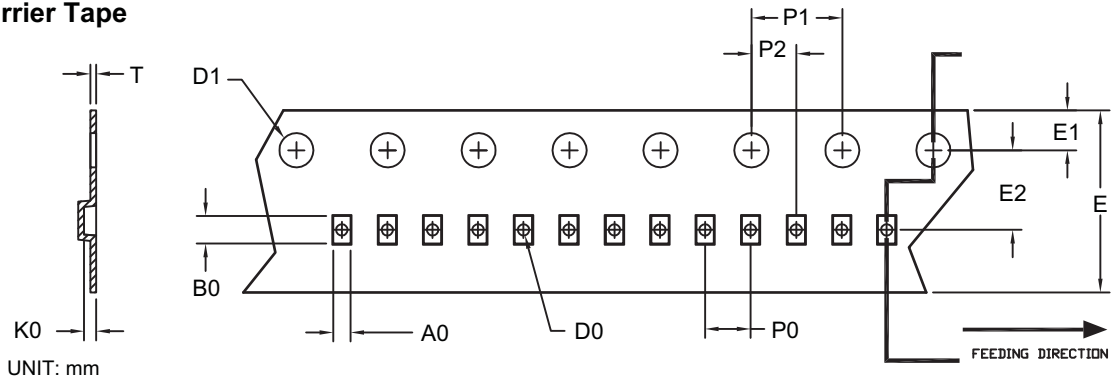 rrier Tape
P1
P2
T
D1
E1
E2
E
B0
K0
A0
D0
P0
FEEDING DIRECTION
UNIT: mm